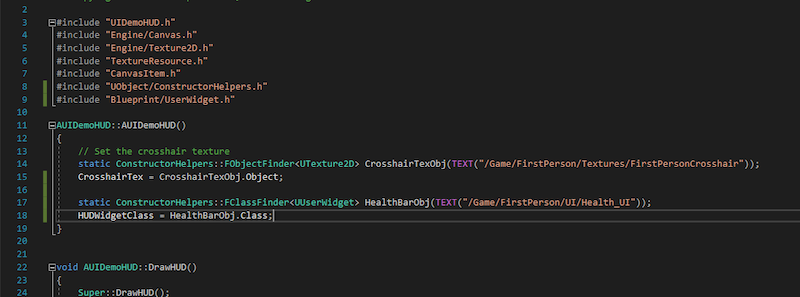 2
3 #include "UIDemoHUD.h"
4 #include "Engine/Canvas.h"
5 #include "Engine/Texture2D.h"
6 #include "TextureResource.h"
7 #include "CanvasItem.h"
8 #include "UObject/ConstructorHelpers.h"
9 #include "Blueprint/UserWidget.h"
10
11 AUIDemoHUD::AUIDemoHUD()
12 {
13 // Set the crosshair texture
14 static ConstructorHelpers::FObjectFinder<UTexture2D> CrosshairTexObj(TEXT("/Game/FirstPerson/Textures/FirstPersonCrosshair"));
15 CrosshairTex = CrosshairTexObj.Object;
16
17 static ConstructorHelpers::FClassFinder<UUserWidget> HealthBarObj(TEXT("/Game/FirstPerson/UI/Health_UI"));
18 HUDWidgetClass = HealthBarObj.Class;
19 }
20
21
22 void AUIDemoHUD::DrawHUD()
23 {
24 Super::DrawHUD();